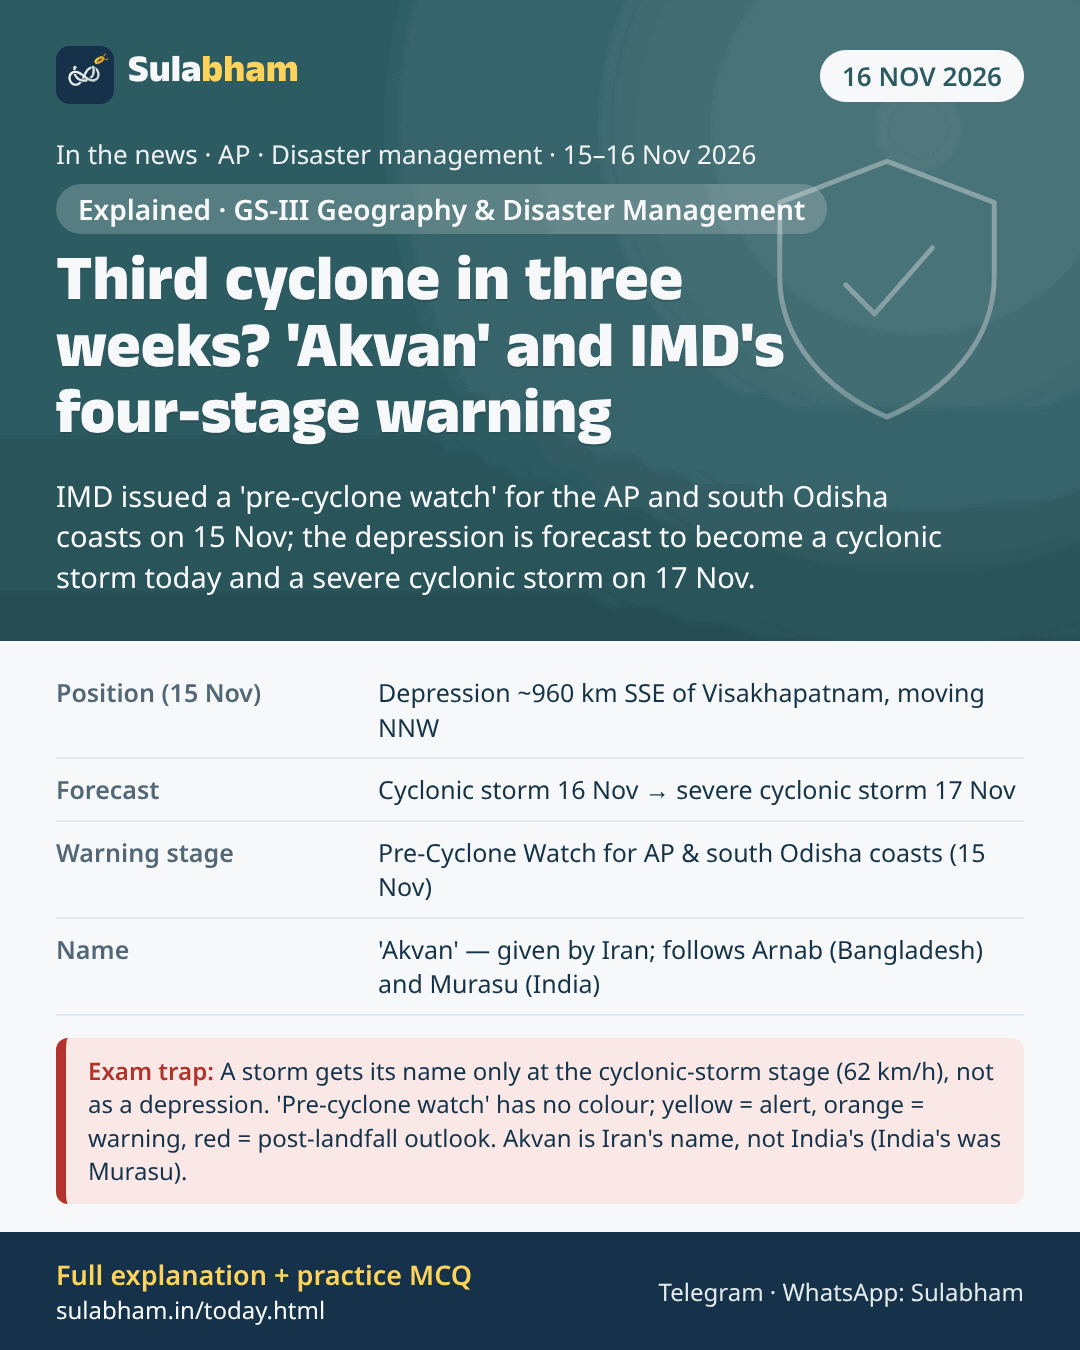 Sulabham
16 NOV 2026
In the news · AP · Disaster management · 15–16 Nov 2026
Explained · GS-III Geography & Disaster Management
Third cyclone in three
weeks? 'Akvan' and IMD's
four-stage warning
IMD issued a 'pre-cyclone watch' for the AP and south Odisha
coasts on 15 Nov; the depression is forecast to become a cyclonic
storm today and a severe cyclonic storm on 17 Nov.
Position (15 Nov)
Depression ~960 km SSE of Visakhapatnam, moving
NNW
Forecast
Cyclonic storm 16 Nov → severe cyclonic storm 17 Nov
Warning stage
Pre-Cyclone Watch for AP & south Odisha coasts (15
Nov)
Name
'Akvan' — given by Iran; follows Arnab (Bangladesh)
and Murasu (India)
Exam trap: A storm gets its name only at the cyclonic-storm stage (62 km/h), not
as a depression. 'Pre-cyclone watch' has no colour; yellow = alert, orange =
warning, red = post-landfall outlook. Akvan is Iran's name, not India's (India's was
Murasu).
Full explanation + practice MCQ
sulabham.in/today.html
Telegram · WhatsApp: Sulabham